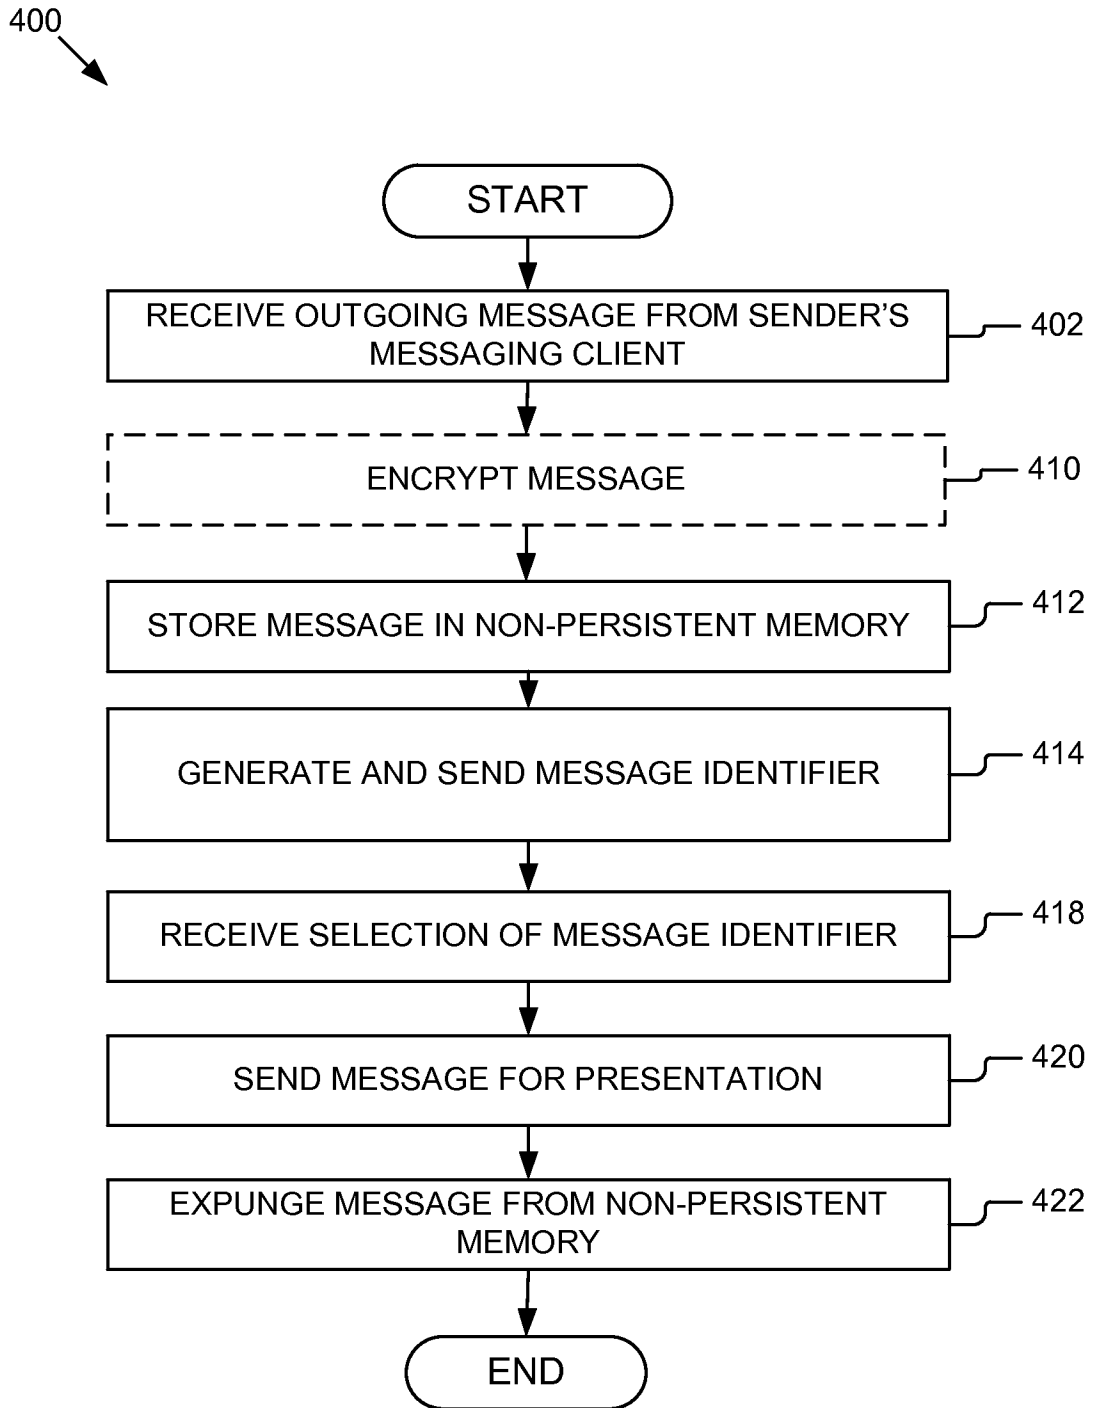 400
START
RECEIVE OUTGOING MESSAGE FROM SENDER’S
MESSAGING CLIENT
402
ENCRYPT MESSAGE
410
STORE MESSAGE IN NON-PERSISTENT MEMORY
412
GENERATE AND SEND MESSAGE IDENTIFIER
414
RECEIVE SELECTION OF MESSAGE IDENTIFIER
418
SEND MESSAGE FOR PRESENTATION
420
EXPUNGE MESSAGE FROM NON-PERSISTENT
MEMORY
422
END